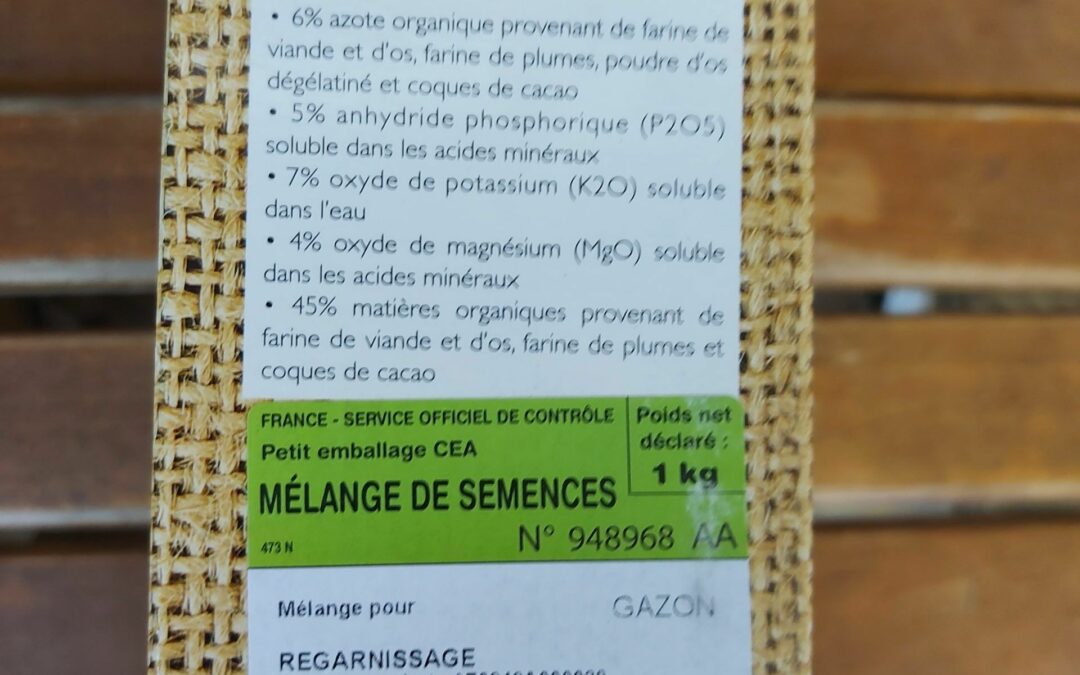 • 6% azote organique provenant de farine de
viande et d'os, farine de plumes, poudre d'os
dégélatiné et coques de cacao
• 5% anhydride phosphorique (P2O5)
soluble dans les acides minéraux
• 7% oxyde de potassium (K2O) soluble
dans l'eau
• 4% oxyde de magnésium (MgO) soluble
dans les acides minéraux
• 45% matières organiques provenant de
farine de viande et d'os, farine de plumes et
coques de cacao
FRANCE - SERVICE OFFICIEL DE CONTRÔLE
Petit emballage CEA
Poids net
déclaré :
1 kg
MÉLANGE DE SEMENCES
473 N
N° 948968 AA
Mélange pour GAZON
REGARNISSAGE